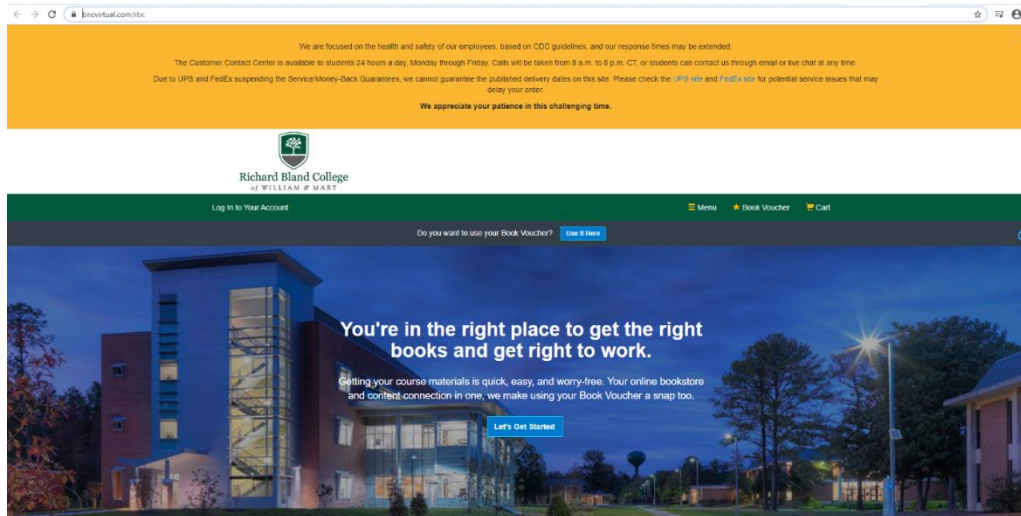 bncvirtual.com/rbc
We are focused on the health and safety of our employees, based on CDC guidelines, and our response times may be extended.
The Customer Contact Center is available to students 24 hours a day, Monday through Friday. Calls will be taken from 8 a.m. to 8 p.m. CT, or students can contact us through email or live chat at any time.
Due to UPS and FedEx suspending the Service/Money-Back Guarantees, we cannot guarantee the published delivery dates on this site. Please check the UPS site and FedEx site for potential service issues that may
delay your order.
We appreciate your patience in this challenging time.
Richard Bland College
of WILLIAM & MARY
Log In to Your Account Menu Book Voucher Cart
Do you want to use your Book Voucher? Use It Here
You're in the right place to get the right
books and get right to work.
Getting your course materials is quick, easy, and worry-free. Your online bookstore
and content connection in one, we make using your Book Voucher a snap too.
Let's Get Started